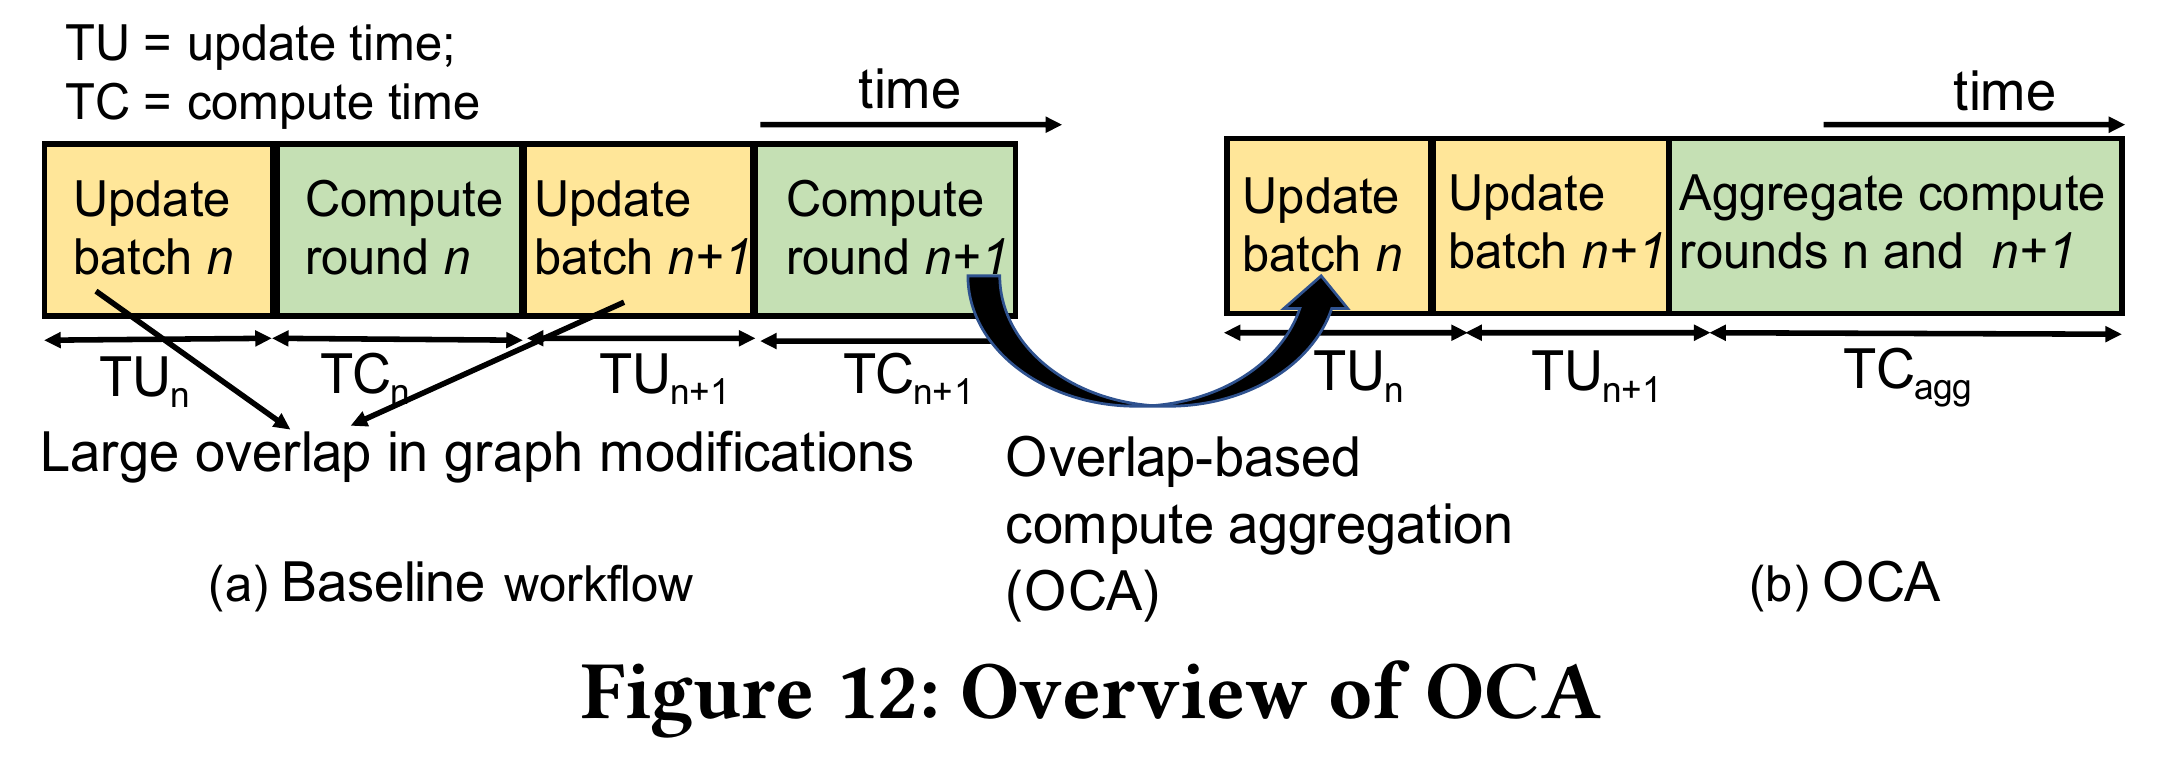 TU = update time;
TC = compute time
time
Update
batch n
Compute
round n
Update
batch n+1
Compute
round n+1
TUn
TCn
TUn+1
TCn+1
Large overlap in graph modifications
(a) Baseline workflow
Overlap-based
compute aggregation
(OCA)
time
Update
batch n
Update
batch n+1
Aggregate compute
rounds n and n+1
TUn
TUn+1
TCagg
(b) OCA
Figure 12: Overview of OCA